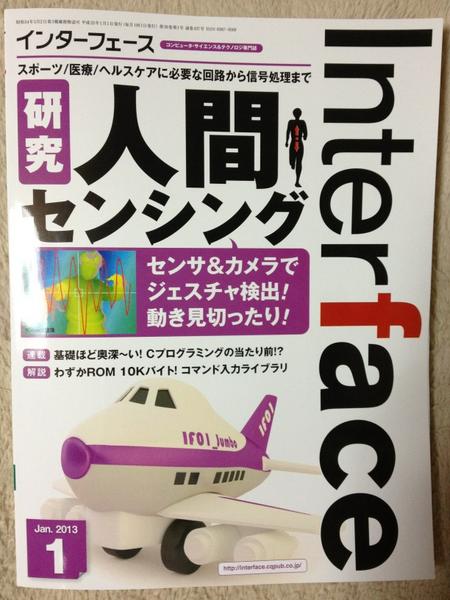 インターフェース
コンピュータ・サイエンス&テクノロジ専門誌
スポーツ/医療/ヘルスケアに必要な回路から信号処理まで
Interface
研究
人間
センシング
センサ&カメラで
ジェスチャ検出!
動き見切ったり!
連載 基礎ほど奥深〜い! Cプログラミングの当たり前!?
解説 わずかROM 10Kバイト! コマンド入力ライブラリ
IFO1_Jumbo
IFO1
Jan. 2013
1
http://interface.cqpub.co.jp/